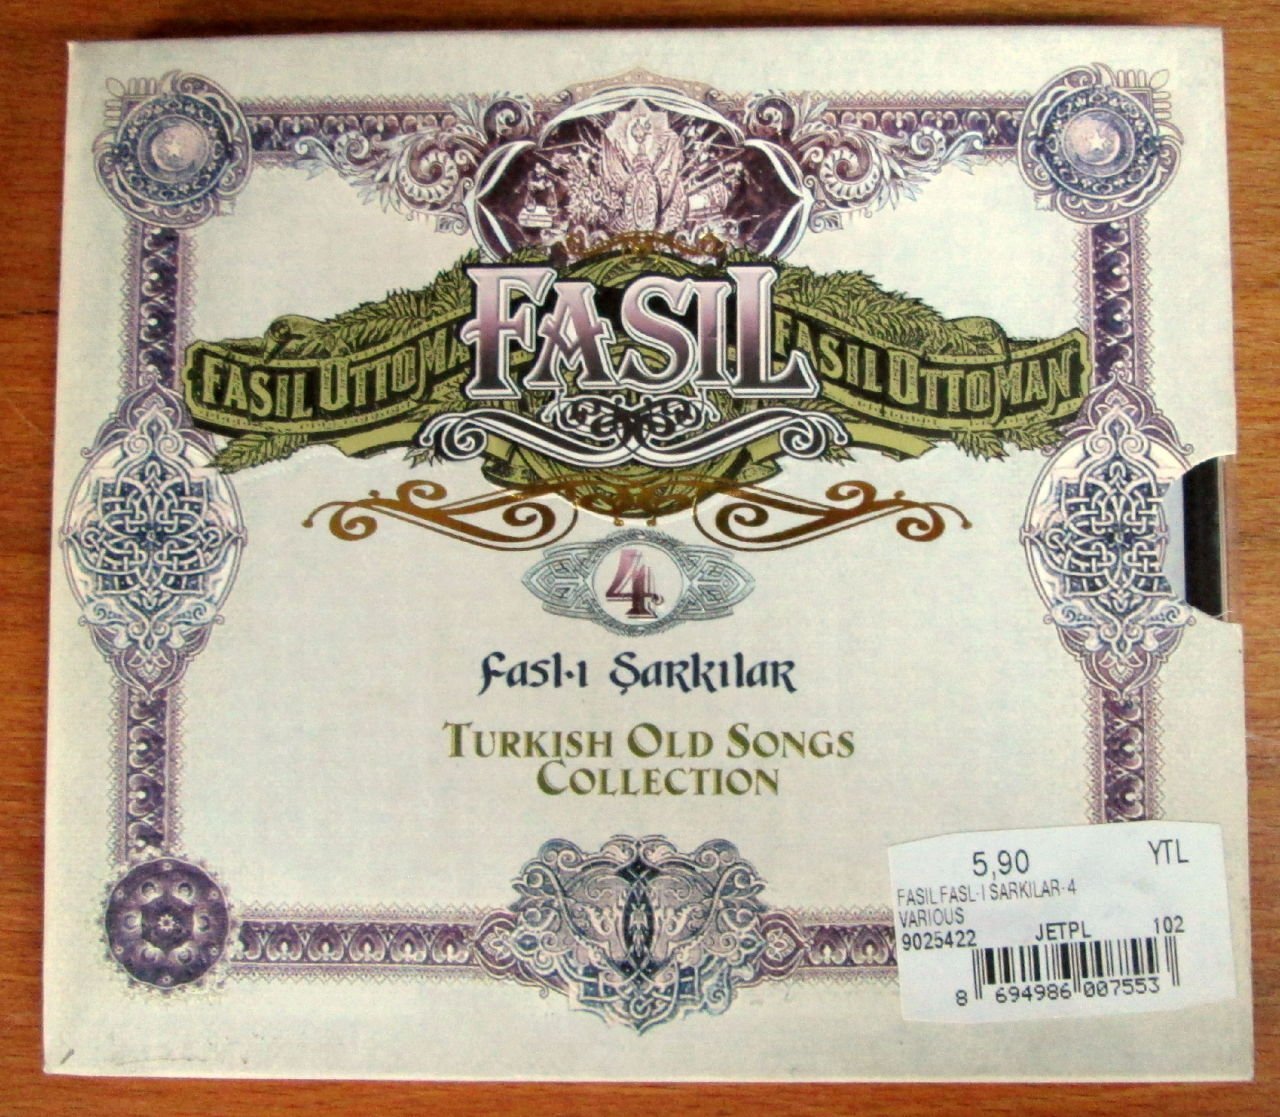 FASIL
FASIL OTTOMA
FASIL OTTOMAN
4
Fasl-ı Şarkılar
TURKISH OLD SONGS
COLLECTION
5,90 YTL
FASIL FASL-I SARKILAR-4
VARIOUS
9025422 JETPL 102
8 694986 007553